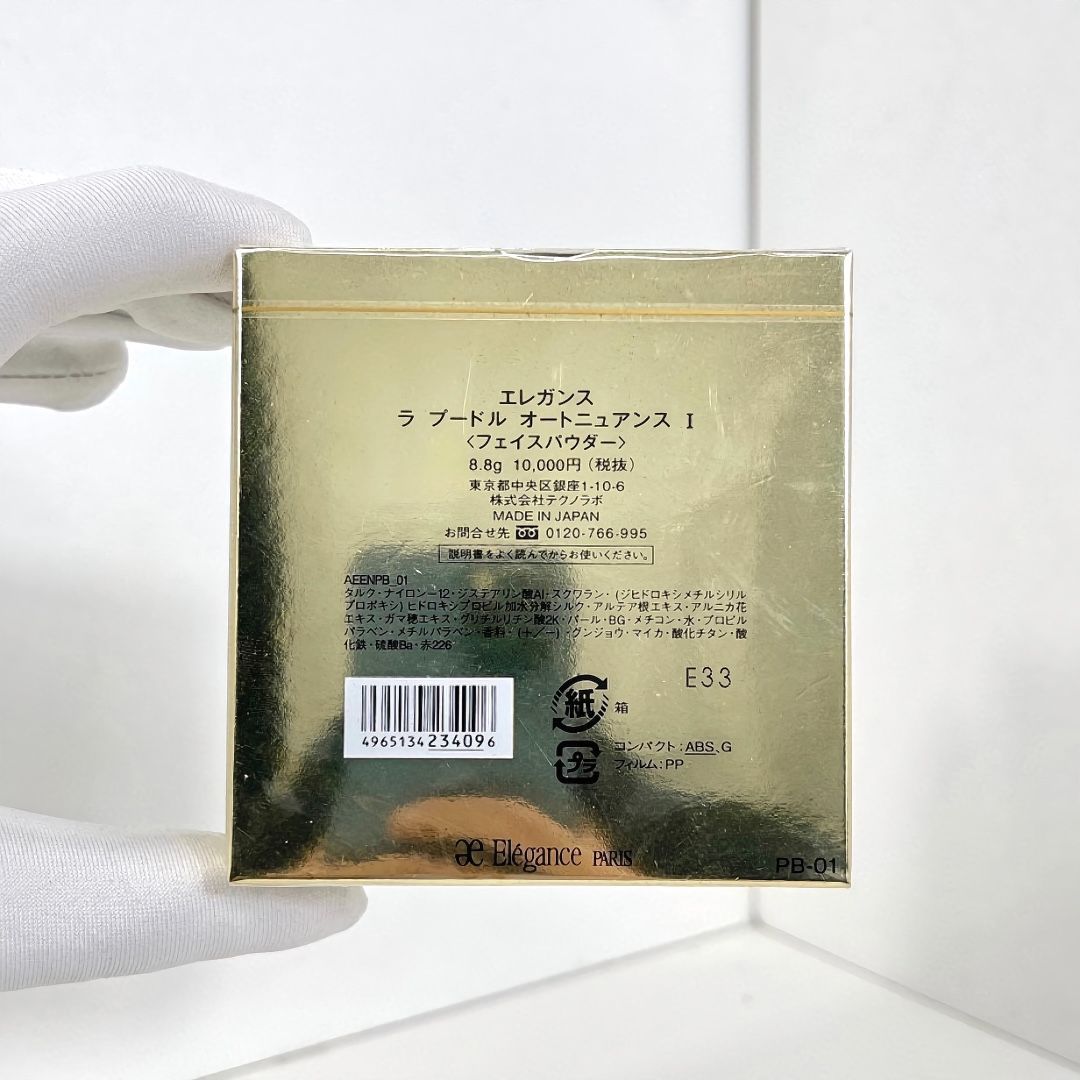 エレガンス
ラ プードル オートニュアンス I
〈フェイスパウダー〉
8.8g 10,000円（税抜）
東京都中央区銀座1-10-6
株式会社テクノラボ
MADE IN JAPAN
お問合せ先 0120-766-995
説明書をよく読んでからお使いください。
AEENPB_01
タルク・ナイロン－12・ジステアリン酸Al・スクワラン・（ジヒドロキシメチルシリル
プロポキシ）ヒドロキシプロピル加水分解シルク・アルテア根エキス・アルニカ花
エキス・ガマ穂エキス・グリチルリチン酸2K・パール・BG・メチコン・水・プロピル
パラベン・メチルパラベン・香料・（＋／－）・グンジョウ・マイカ・酸化チタン・酸
化鉄・硫酸Ba・赤226
E33
4965134234096
紙 箱
プラ コンパクト：ABS、G
フィルム：PP
æ Elégance PARIS
PB-01